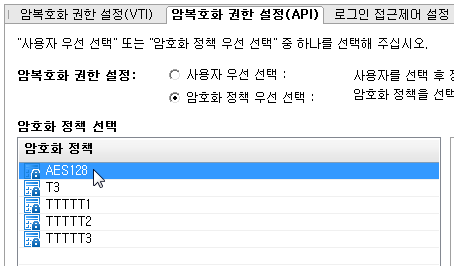 암복호화 권한 설정(VTI) 암복호화 권한 설정(API) 로그인 접근제어 설정
"사용자 우선 선택" 또는 "암호화 정책 우선 선택" 중 하나를 선택해 주십시오.
암복호화 권한 설정: 사용자 우선 선택 : 사용자를 선택 후 정
암호화 정책 우선 선택 : 암호화 정책을 선택
암호화 정책 선택
암호화 정책
AES128
T3
TTTTT1
TTTTT2
TTTTT3